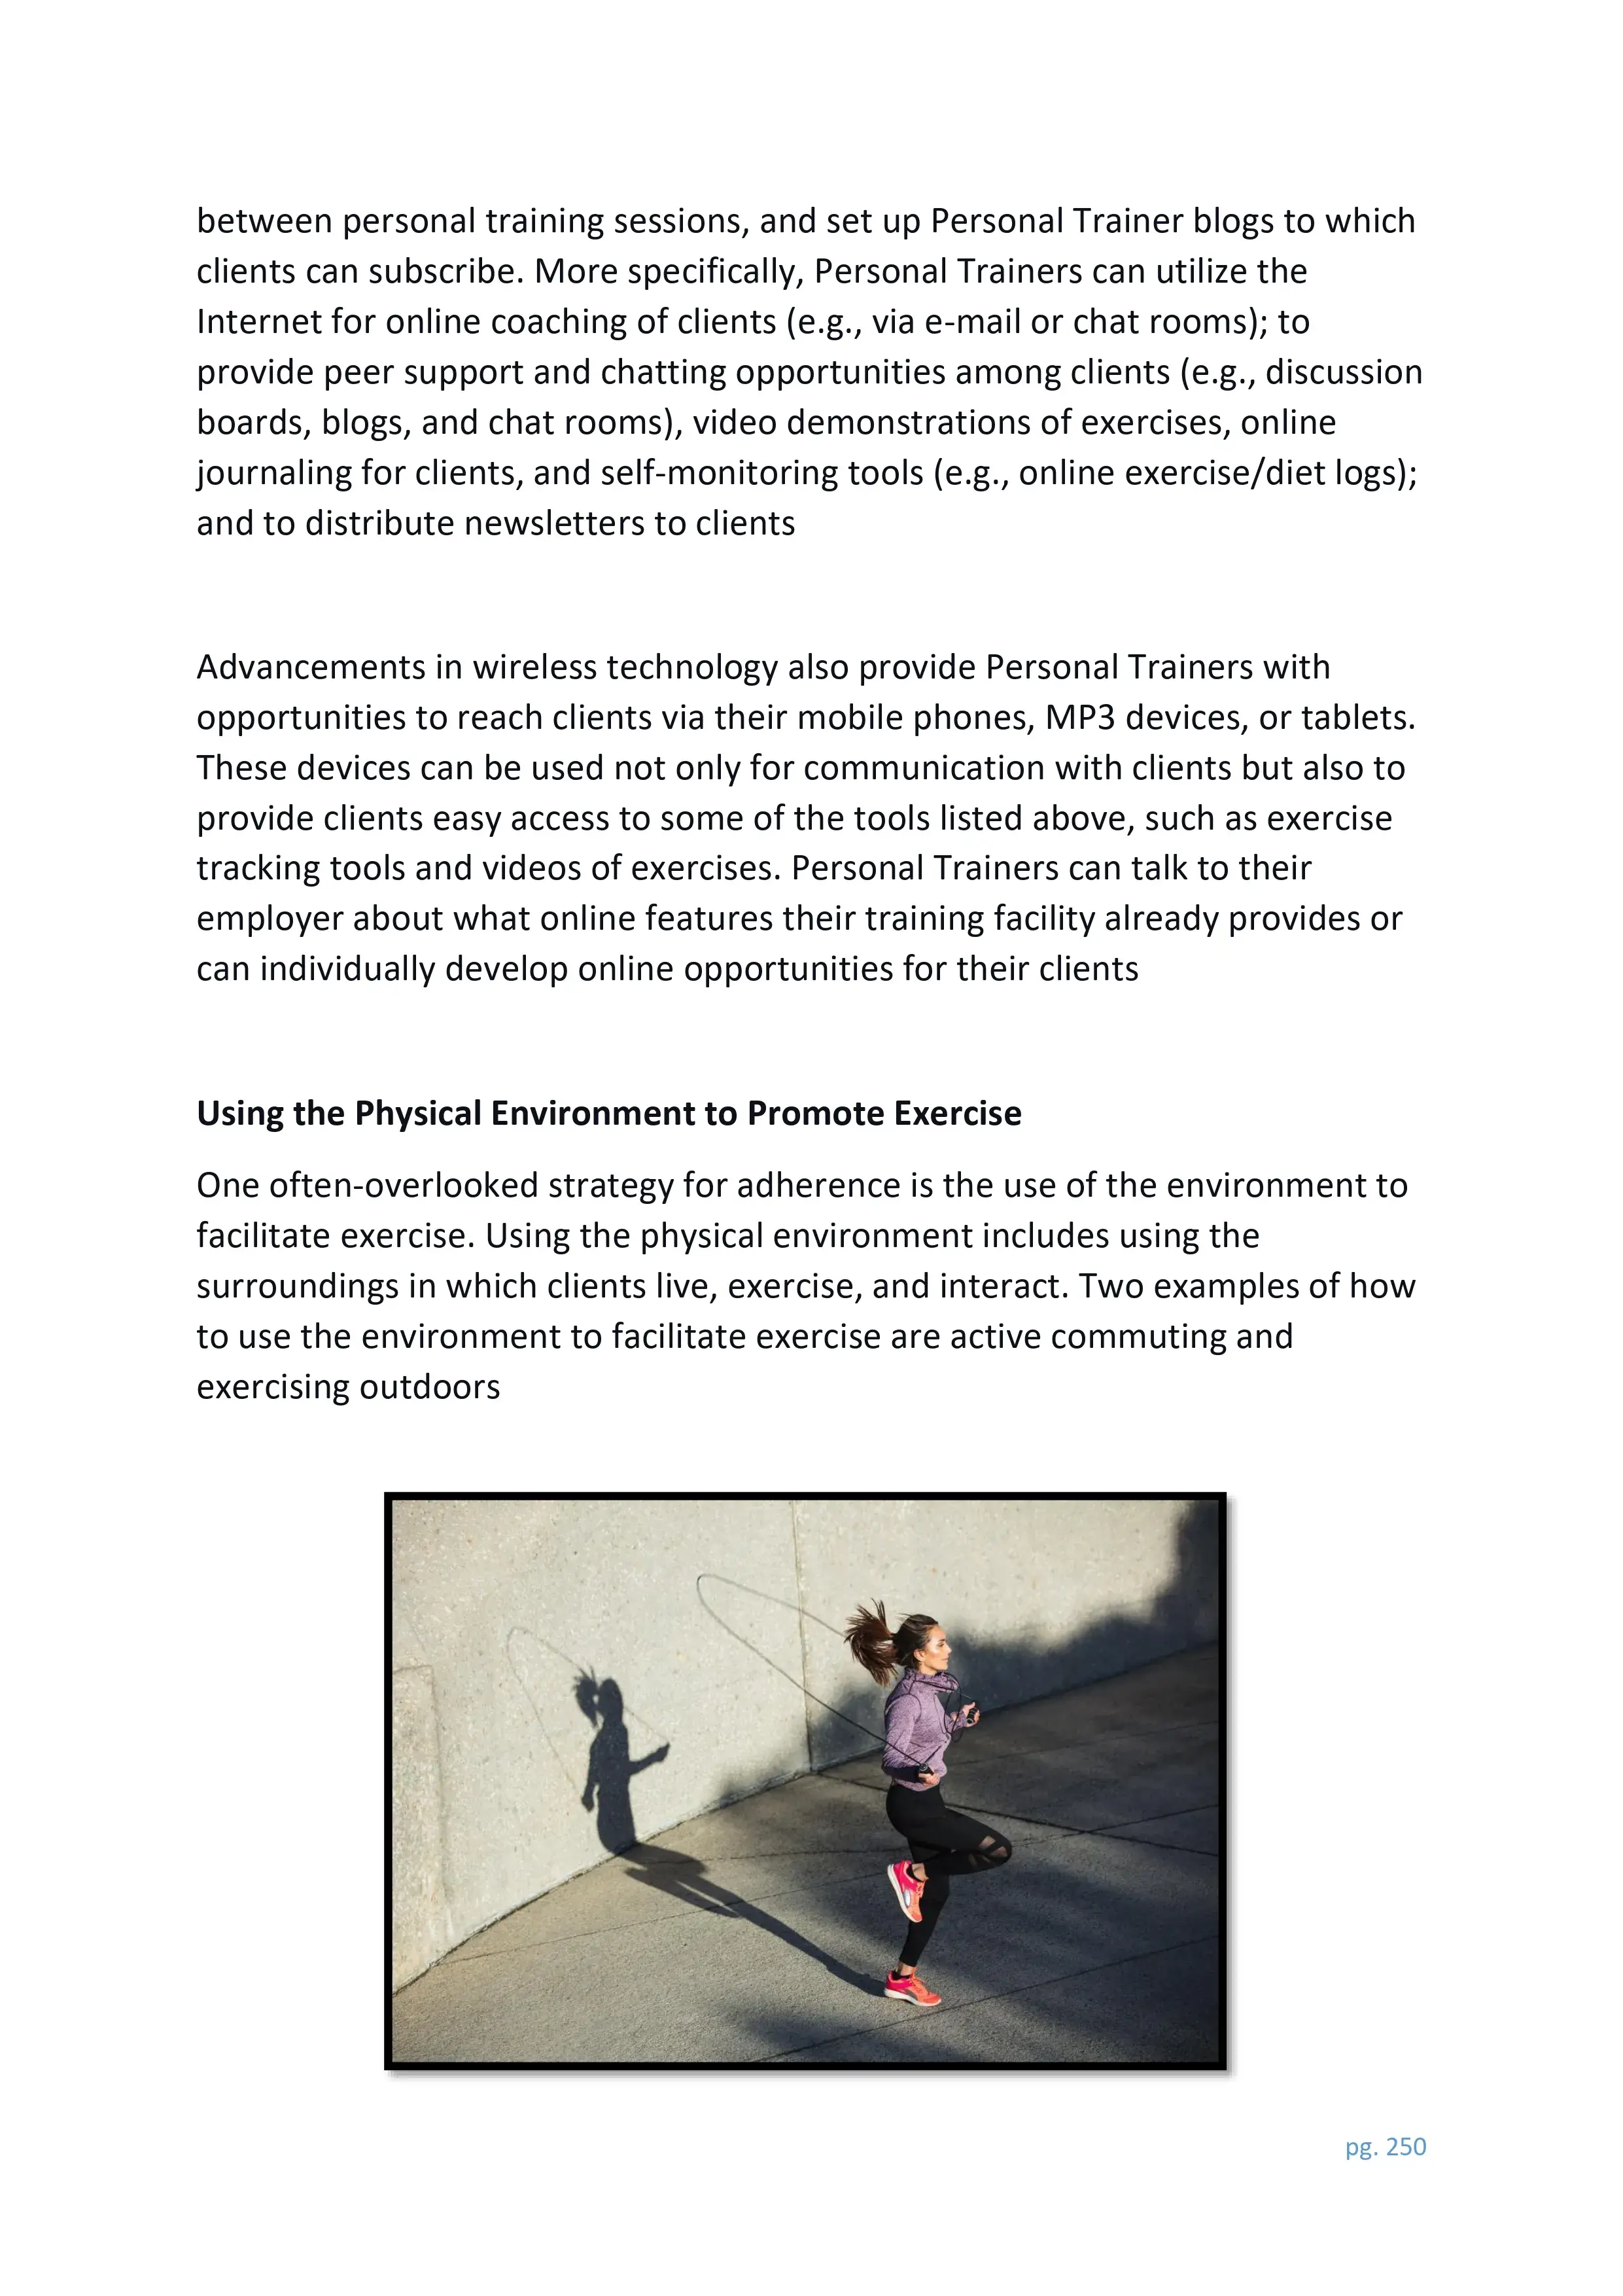 between personal training sessions, and set up Personal Trainer blogs to which
clients can subscribe. More specifically, Personal Trainers can utilize the
Internet for online coaching of clients (e.g., via e-mail or chat rooms); to
provide peer support and chatting opportunities among clients (e.g., discussion
boards, blogs, and chat rooms), video demonstrations of exercises, online
journaling for clients, and self-monitoring tools (e.g., online exercise/diet logs);
and to distribute newsletters to clients
Advancements in wireless technology also provide Personal Trainers with
opportunities to reach clients via their mobile phones, MP3 devices, or tablets.
These devices can be used not only for communication with clients but also to
provide clients easy access to some of the tools listed above, such as exercise
tracking tools and videos of exercises. Personal Trainers can talk to their
employer about what online features their training facility already provides or
can individually develop online opportunities for their clients
Using the Physical Environment to Promote Exercise
One often-overlooked strategy for adherence is the use of the environment to
facilitate exercise. Using the physical environment includes using the
surroundings in which clients live, exercise, and interact. Two examples of how
to use the environment to facilitate exercise are active commuting and
exercising outdoors
pg. 250